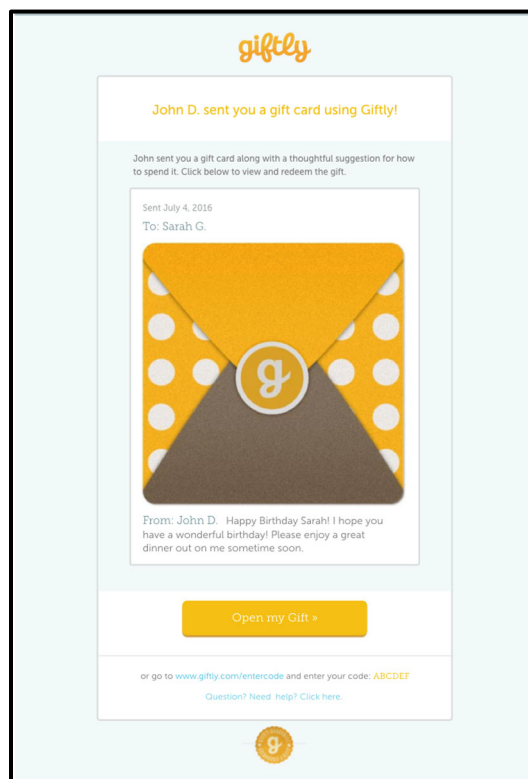 giftly
John D. sent you a gift card using Giftly!
John sent you a gift card along with a thoughtful suggestion for how
to spend it. Click below to view and redeem the gift.
Sent July 4, 2016
To: Sarah G.
g
From: John D. Happy Birthday Sarah! I hope you
have a wonderful birthday! Please enjoy a great
dinner out on me sometime soon.
Open my Gift »
or go to www.giftly.com/entercode and enter your code: ABCDEF
Question? Need help? Click here.
g